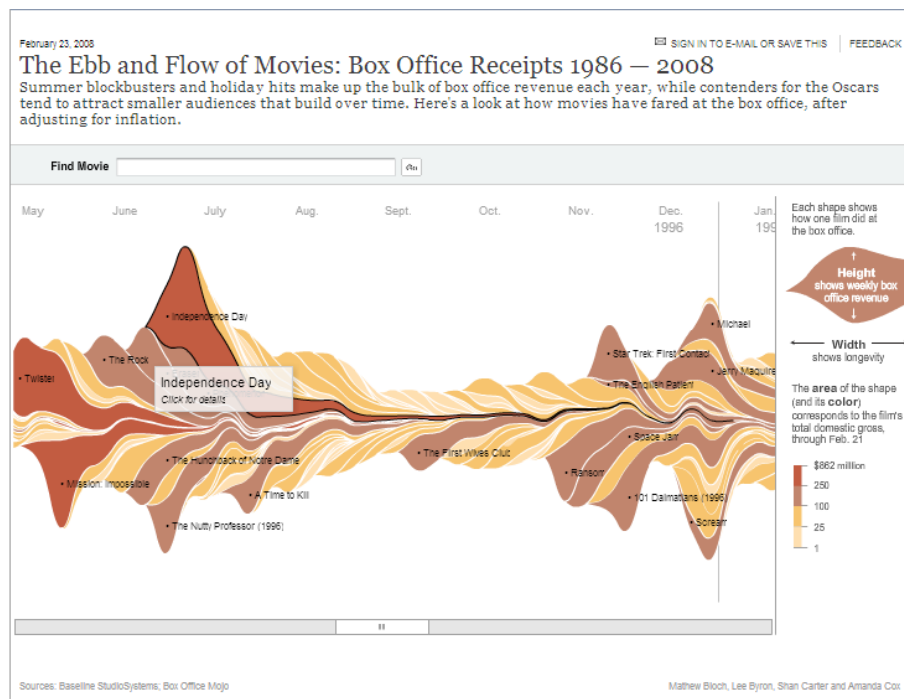 February 23, 2008
SIGN IN TO E-MAIL OR SAVE THIS
FEEDBACK
The Ebb and Flow of Movies: Box Office Receipts 1986 — 2008
Summer blockbusters and holiday hits make up the bulk of box office revenue each year, while contenders for the Oscars
tend to attract smaller audiences that build over time. Here's a look at how movies have fared at the box office, after
adjusting for inflation.
Find Movie
May
June
July
Aug.
Sept.
Oct.
Nov.
Dec.
Jan.
1996
199
Each shape shows
how one film did at
the box office.
Height
shows weekly box
office revenue
Width
shows longevity
The area of the shape
(and its color)
corresponds to the film's
total domestic gross,
through Feb. 21
$862 million
250
100
25
1
• Independence Day
• Michael
• The Rock
• Star Trek: First Contact
• Twister
• Jerry Maguire
Independence Day
Click for details
• The English Patient
• Space Jam
• The First Wives Club
• The Hunchback of Notre Dame
• Ransom
• Mission: Impossible
• A Time to Kill
• 101 Dalmatians (1996)
• The Nutty Professor (1996)
• Scream
Sources: Baseline StudioSystems; Box Office Mojo
Mathew Bloch, Lee Byron, Shan Carter and Amanda Cox